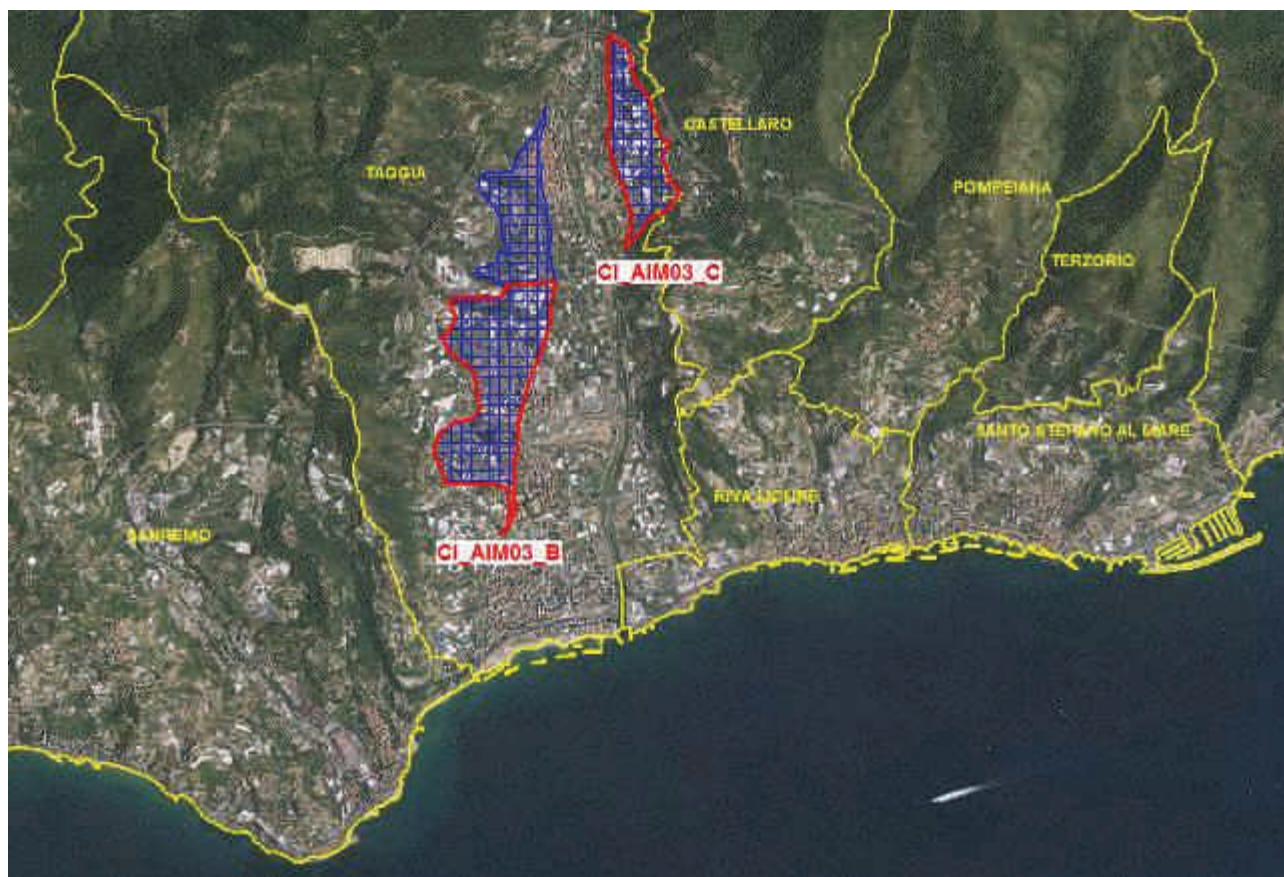 CASTELLARO
TAGGIA
POMPEIANA
TERZORIO
CI_AIM03_C
SANTO STEFANO AL MARE
RIVA LIGURE
SANREMO
CI_AIM03_B